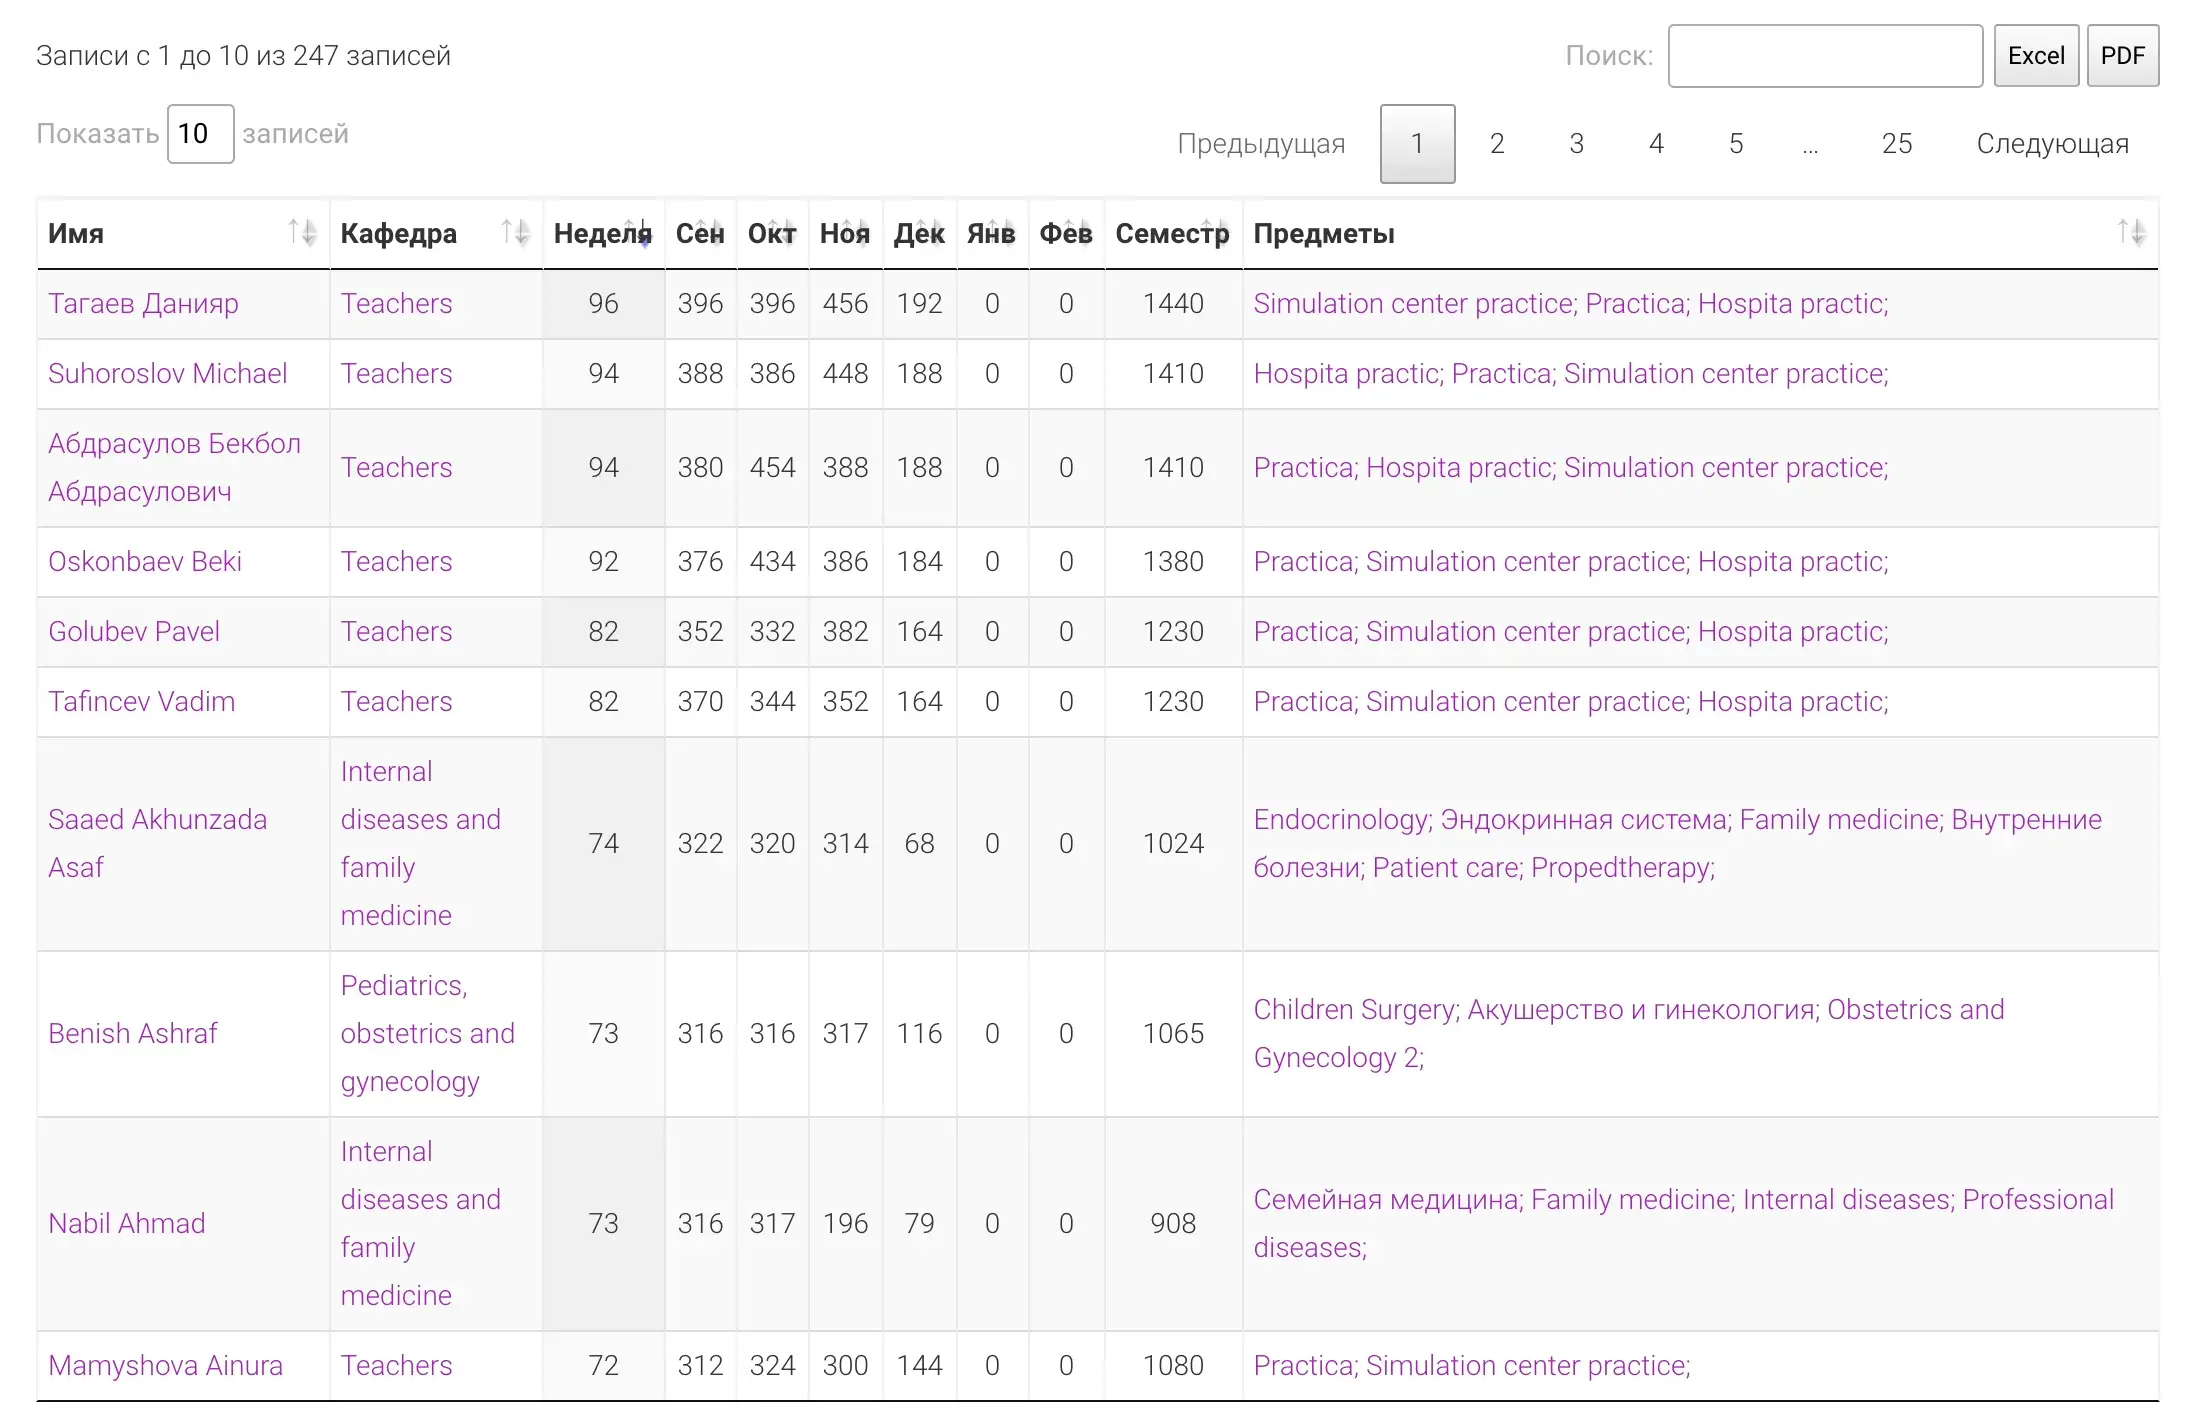 Записи с 1 до 10 из 247 записей
Поиск: Excel PDF
Показать 10 записей
Предыдущая 1 2 3 4 5 … 25 Следующая
Имя Кафедра Неделя Сен Окт Ноя Дек Янв Фев Семестр Предметы
Тагаев Данияр Teachers 96 396 396 456 192 0 0 1440 Simulation center practice; Practica; Hospita practic;
Suhoroslov Michael Teachers 94 388 386 448 188 0 0 1410 Hospita practic; Practica; Simulation center practice;
Абдрасулов Бекбол
Абдрасулович
Teachers 94 380 454 388 188 0 0 1410 Practica; Hospita practic; Simulation center practice;
Oskonbaev Beki Teachers 92 376 434 386 184 0 0 1380 Practica; Simulation center practice; Hospita practic;
Golubev Pavel Teachers 82 352 332 382 164 0 0 1230 Practica; Simulation center practice; Hospita practic;
Tafincev Vadim Teachers 82 370 344 352 164 0 0 1230 Practica; Simulation center practice; Hospita practic;
Saaed Akhunzada
Asaf
Internal
diseases and
family
medicine
74 322 320 314 68 0 0 1024
Endocrinology; Эндокринная система; Family medicine; Внутренние
болезни; Patient care; Propedtherapy;
Benish Ashraf
Pediatrics,
obstetrics and
gynecology
73 316 316 317 116 0 0 1065
Children Surgery; Акушерство и гинекология; Obstetrics and
Gynecology 2;
Nabil Ahmad
Internal
diseases and
family
medicine
73 316 317 196 79 0 0 908
Семейная медицина; Family medicine; Internal diseases; Professional
diseases;
Mamyshova Ainura Teachers 72 312 324 300 144 0 0 1080 Practica; Simulation center practice;